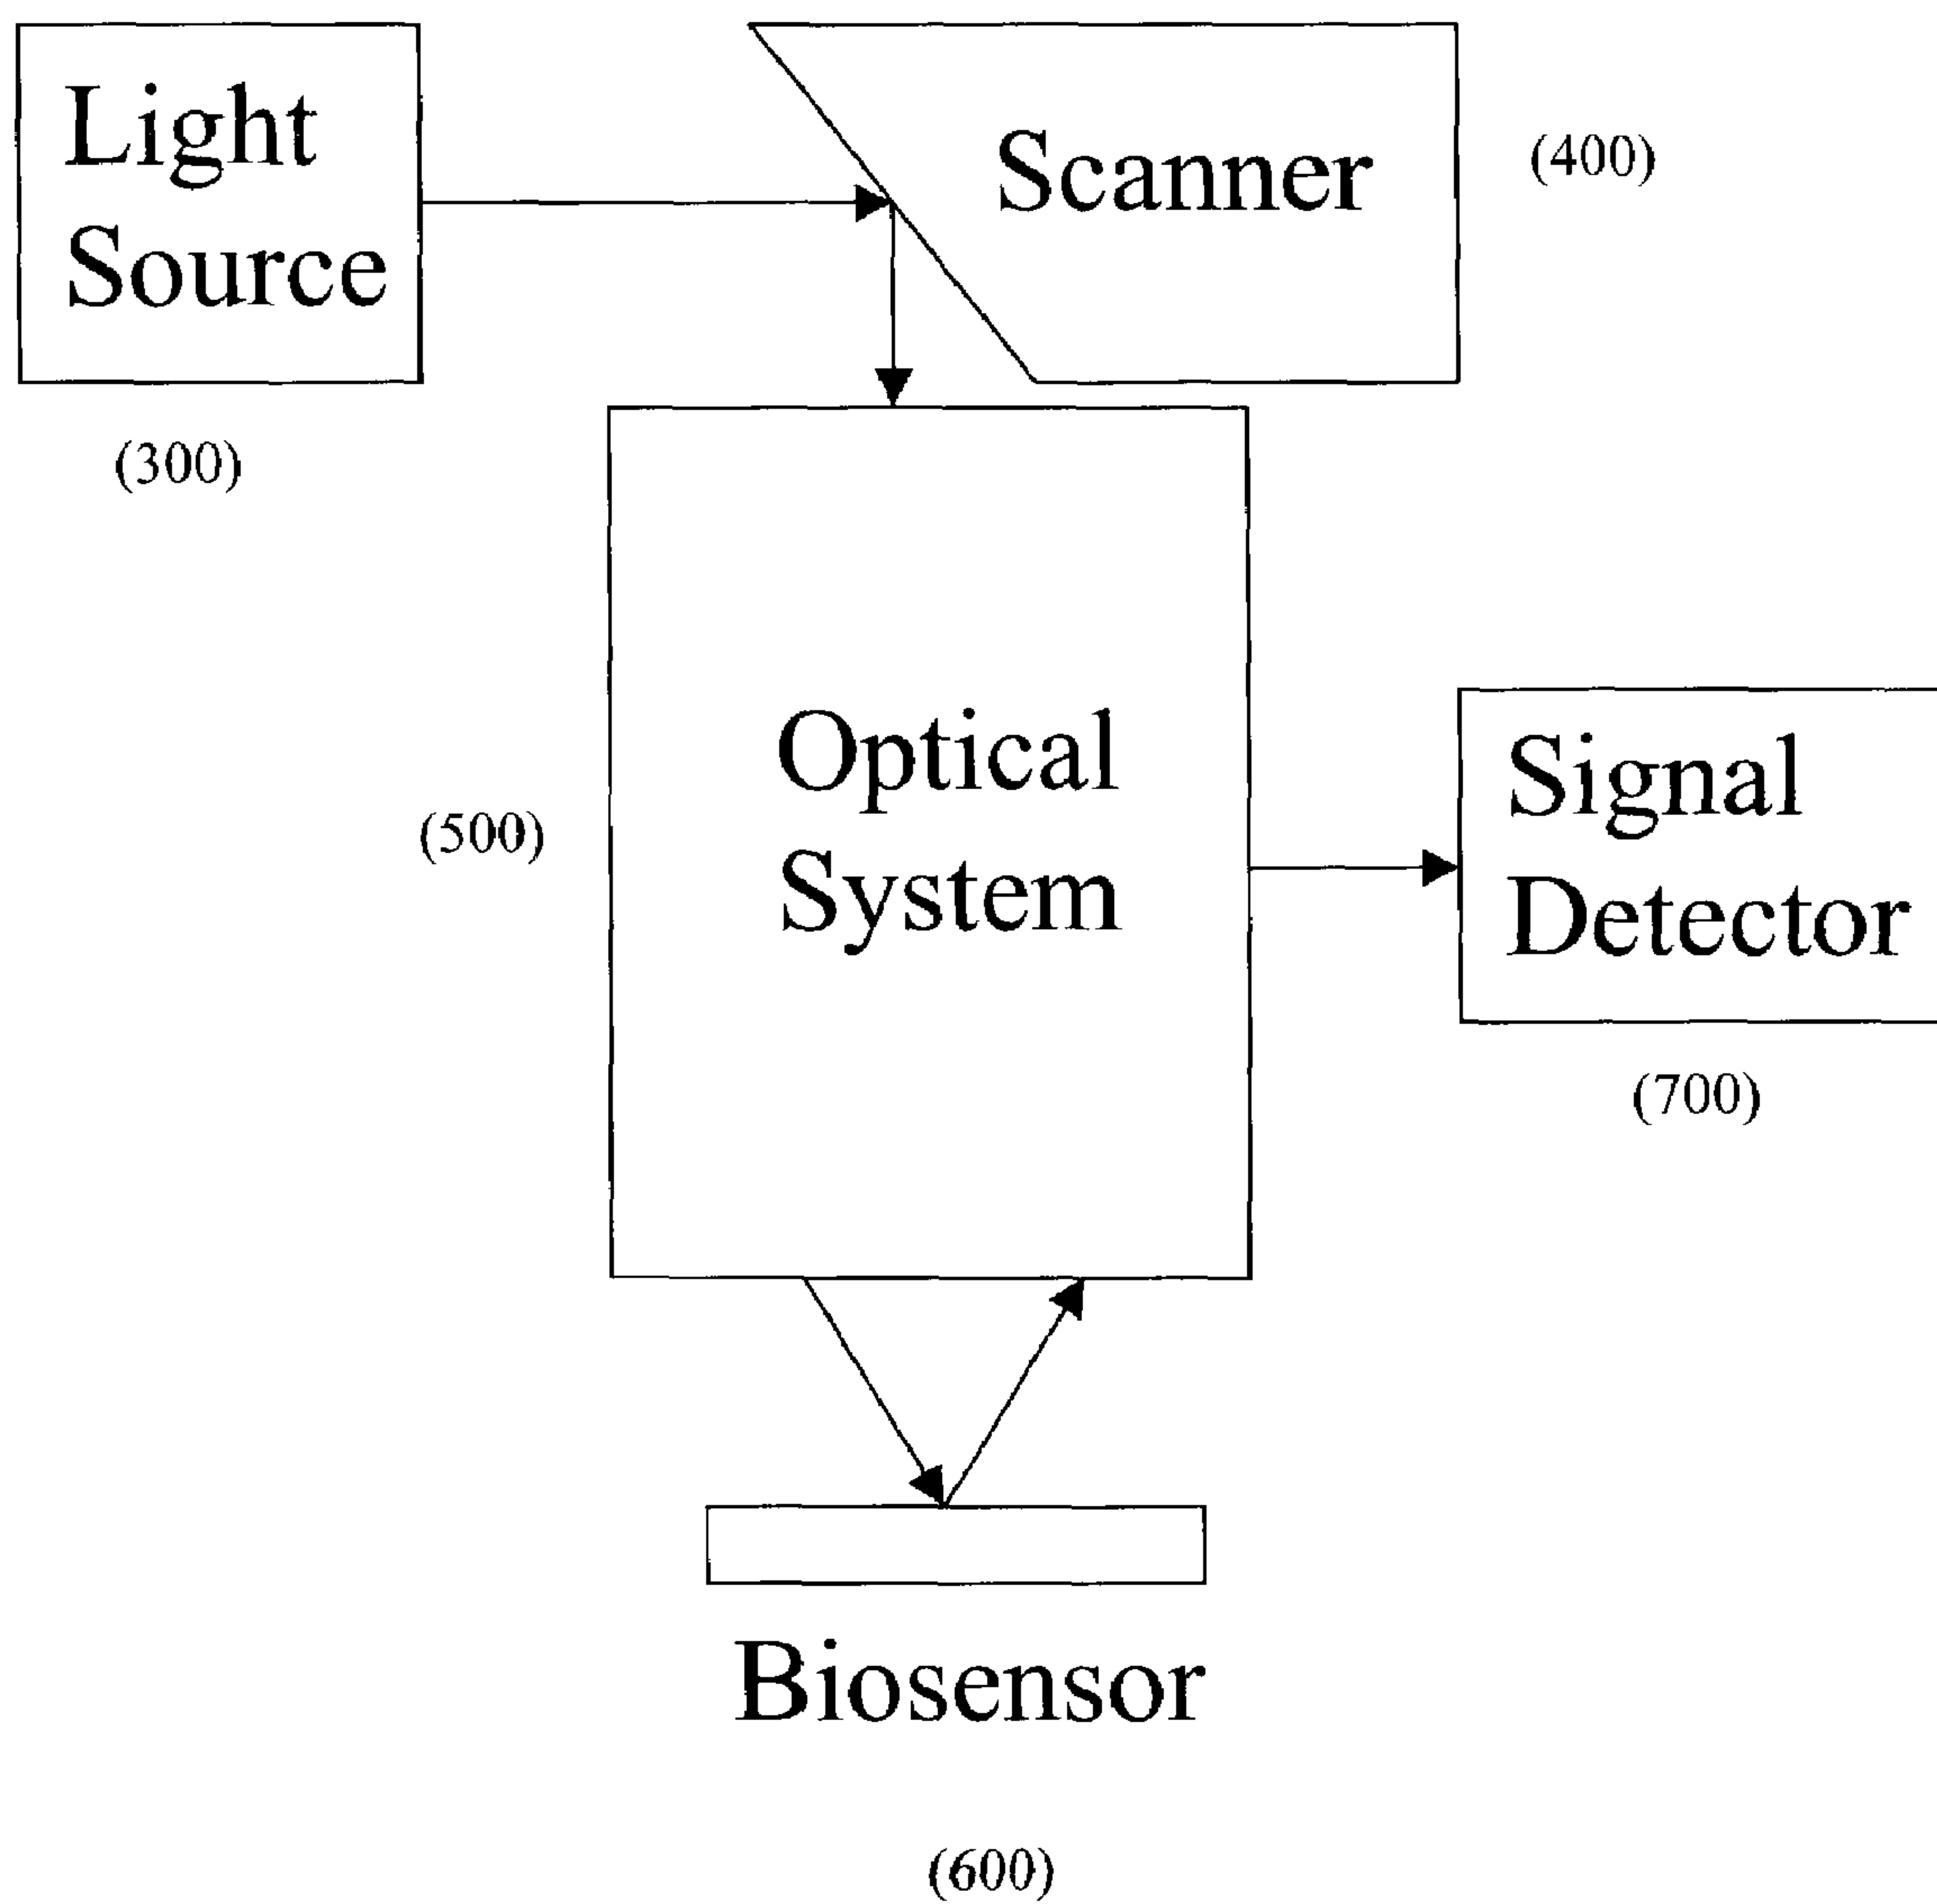 Light
Source
(300)
Scanner
(400)
Optical
System
(500)
Signal
Detector
(700)
Biosensor
(600)